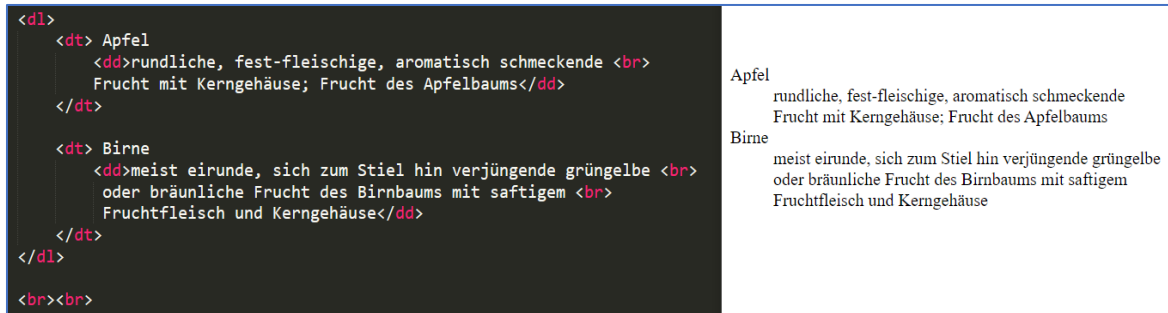 <dl>
<dt> Apfel
<dd>rundliche, fest-fleischige, aromatisch schmeckende <br>
Frucht mit Kerngehäuse; Frucht des Apfelbaums</dd>
</dt>
<dt> Birne
<dd>meist eirunde, sich zum Stiel hin verjüngende grüngelbe <br>
oder bräunliche Frucht des Birnbaums mit saftigem <br>
Fruchtfleisch und Kerngehäuse</dd>
</dt>
</dl>
<br><br>
Apfel
rundliche, fest-fleischige, aromatisch schmeckende
Frucht mit Kerngehäuse; Frucht des Apfelbaums
Birne
meist eirunde, sich zum Stiel hin verjüngende grüngelbe
oder bräunliche Frucht des Birnbaums mit saftigem
Fruchtfleisch und Kerngehäuse